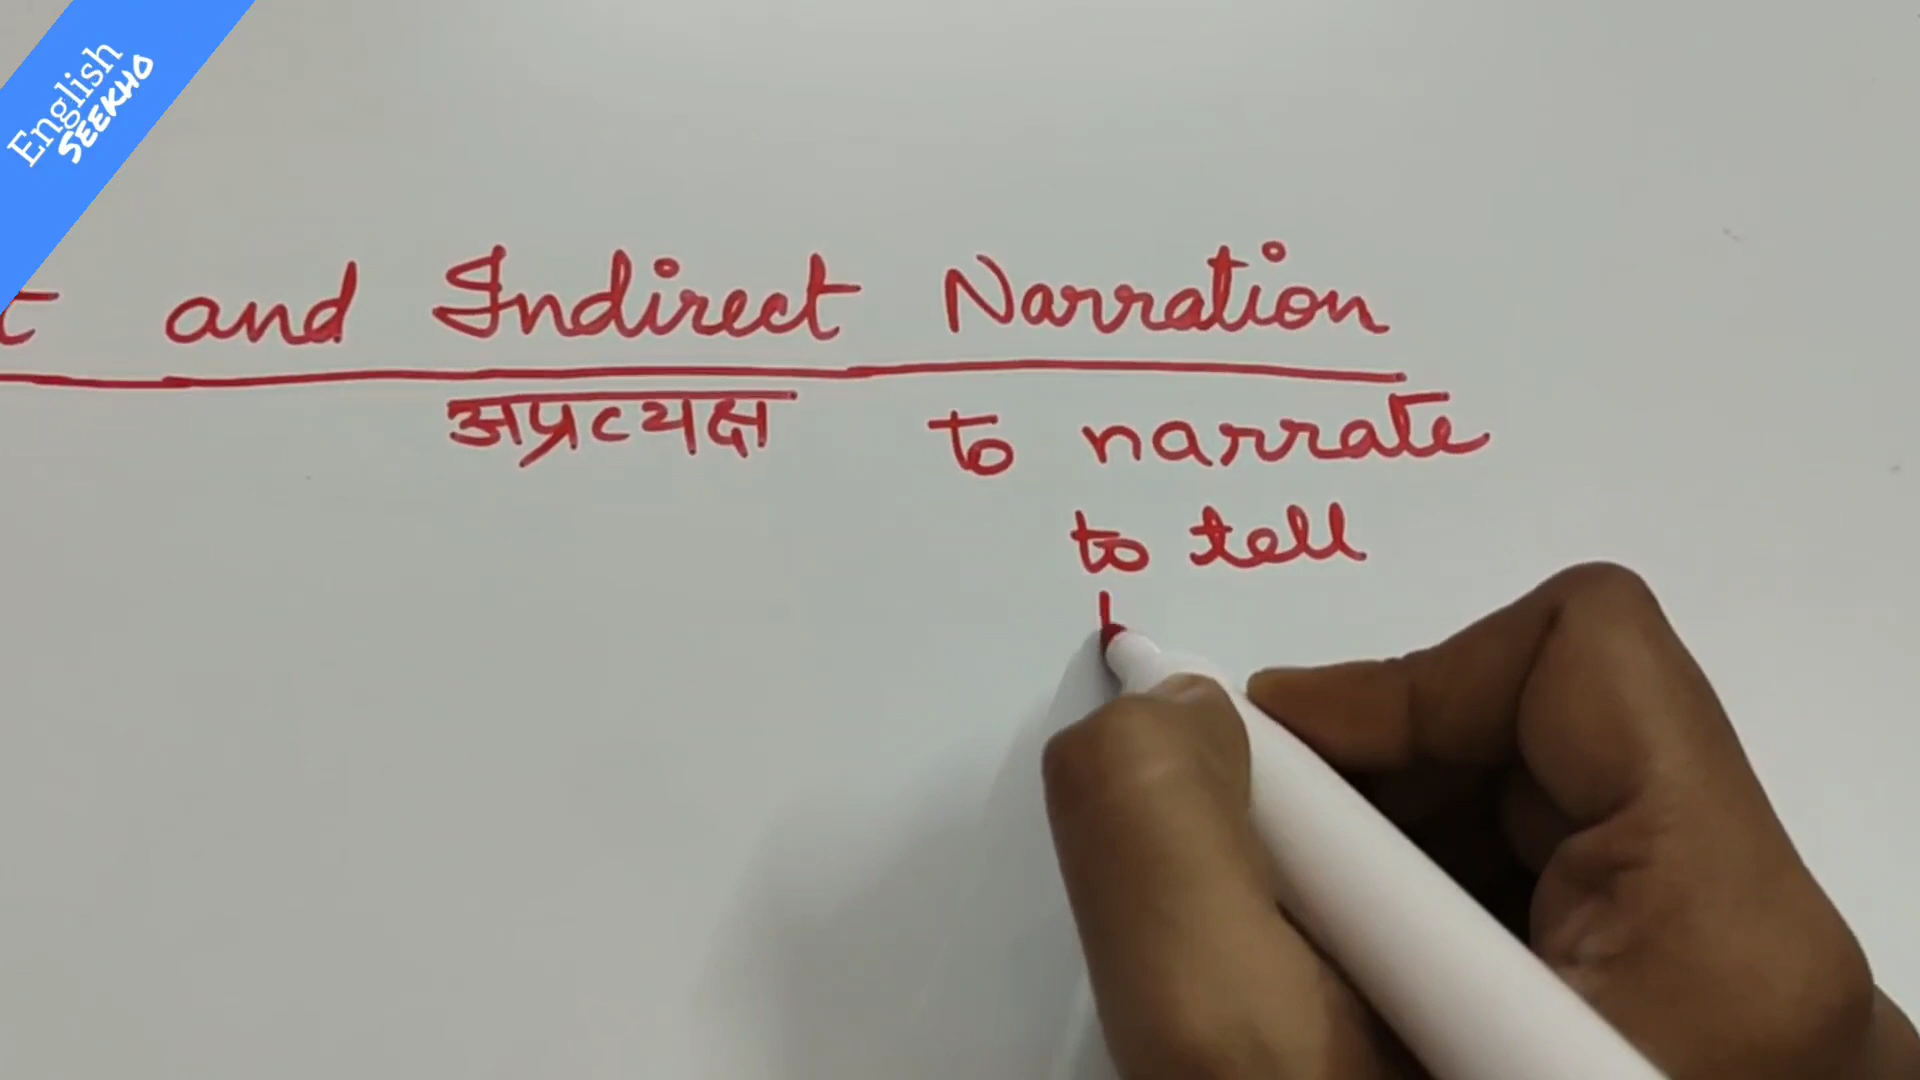 English
SEEKHO
and Indirect Narration
अप्रत्यक्ष to narrate
to tell